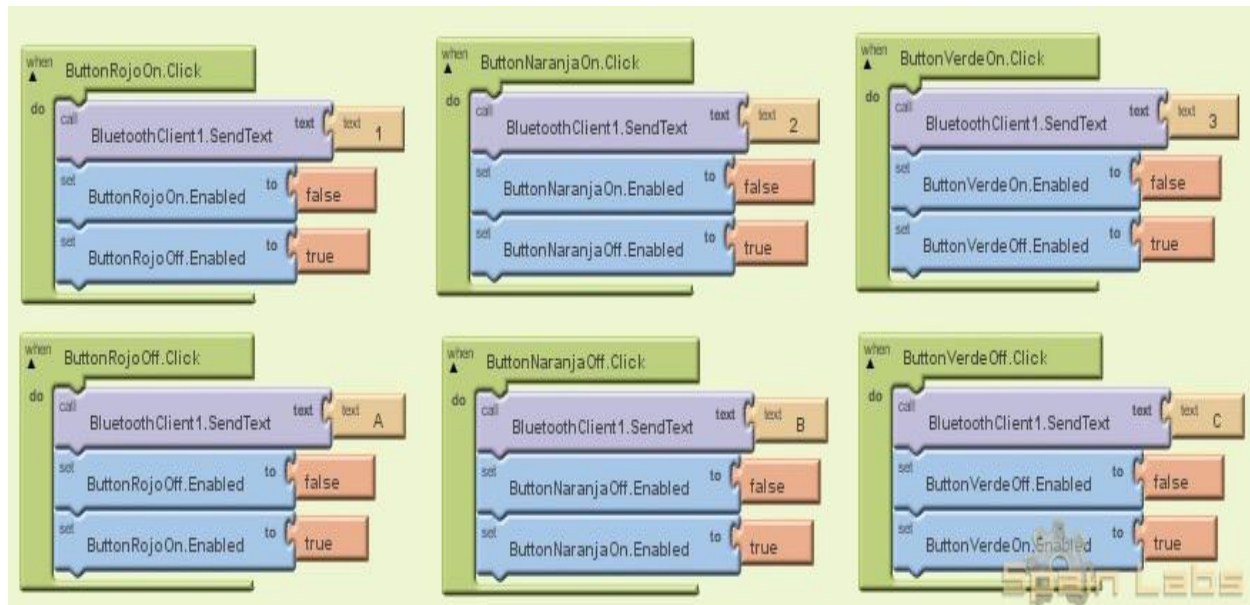 when ButtonRojoOn.Click
do call BluetoothClient1.SendText text text 1
set ButtonRojoOn.Enabled to false
set ButtonRojoOff.Enabled to true
when ButtonNaranjaOn.Click
do call BluetoothClient1.SendText text text 2
set ButtonNaranjaOn.Enabled to false
set ButtonNaranjaOff.Enabled to true
when ButtonVerdeOn.Click
do call BluetoothClient1.SendText text text 3
set ButtonVerdeOn.Enabled to false
set ButtonVerdeOff.Enabled to true
when ButtonRojoOff.Click
do call BluetoothClient1.SendText text text A
set ButtonRojoOff.Enabled to false
set ButtonRojoOn.Enabled to true
when ButtonNaranjaOff.Click
do call BluetoothClient1.SendText text text B
set ButtonNaranjaOff.Enabled to false
set ButtonNaranjaOn.Enabled to true
when ButtonVerdeOff.Click
do call BluetoothClient1.SendText text text C
set ButtonVerdeOff.Enabled to false
set ButtonVerdeOn.Enabled to true
Spain Labs